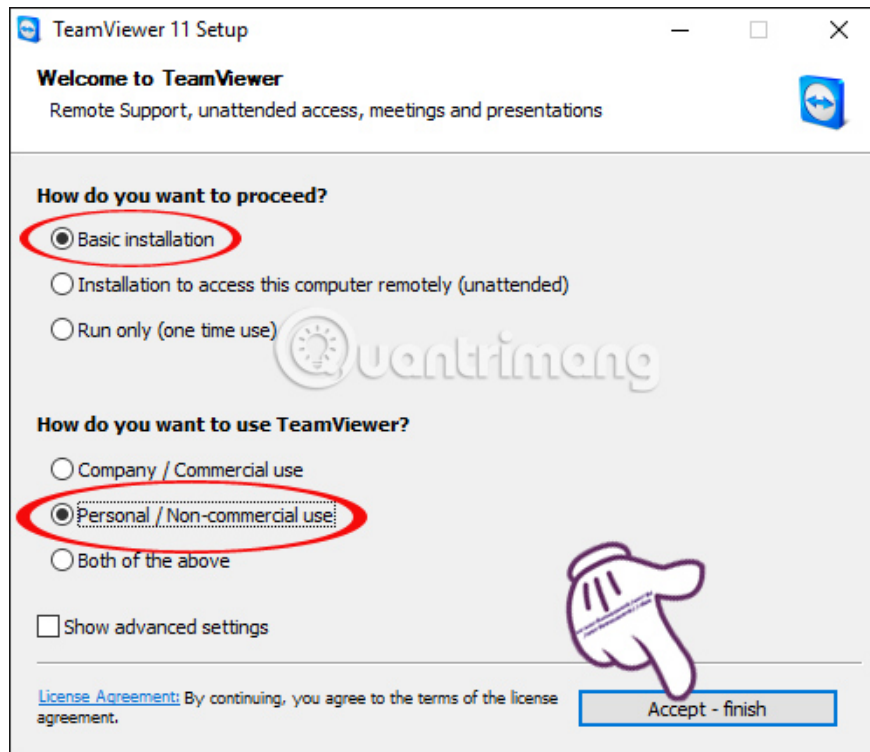 TeamViewer 11 Setup
Welcome to TeamViewer
Remote Support, unattended access, meetings and presentations
How do you want to proceed?
Basic installation
Installation to access this computer remotely (unattended)
Run only (one time use)
Quantrimang
How do you want to use TeamViewer?
Company / Commercial use
Personal / Non-commercial use
Both of the above
Show advanced settings
License Agreement: By continuing, you agree to the terms of the license
agreement.
Accept - finish